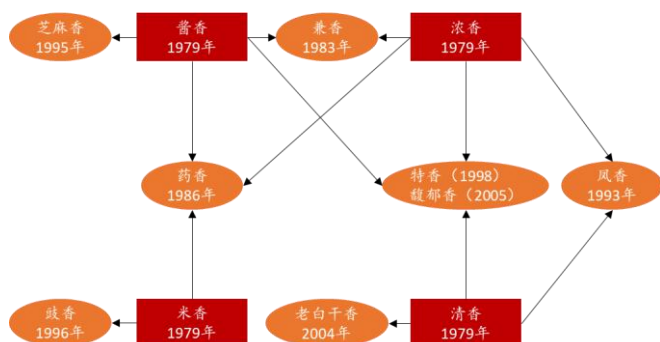 芝麻香
1995年
酱香
1979年
兼香
1983年
浓香
1979年
药香
1986年
特香（1998）
馥郁香（2005）
凤香
1993年
豉香
1996年
米香
1979年
老白干香
2004年
清香
1979年